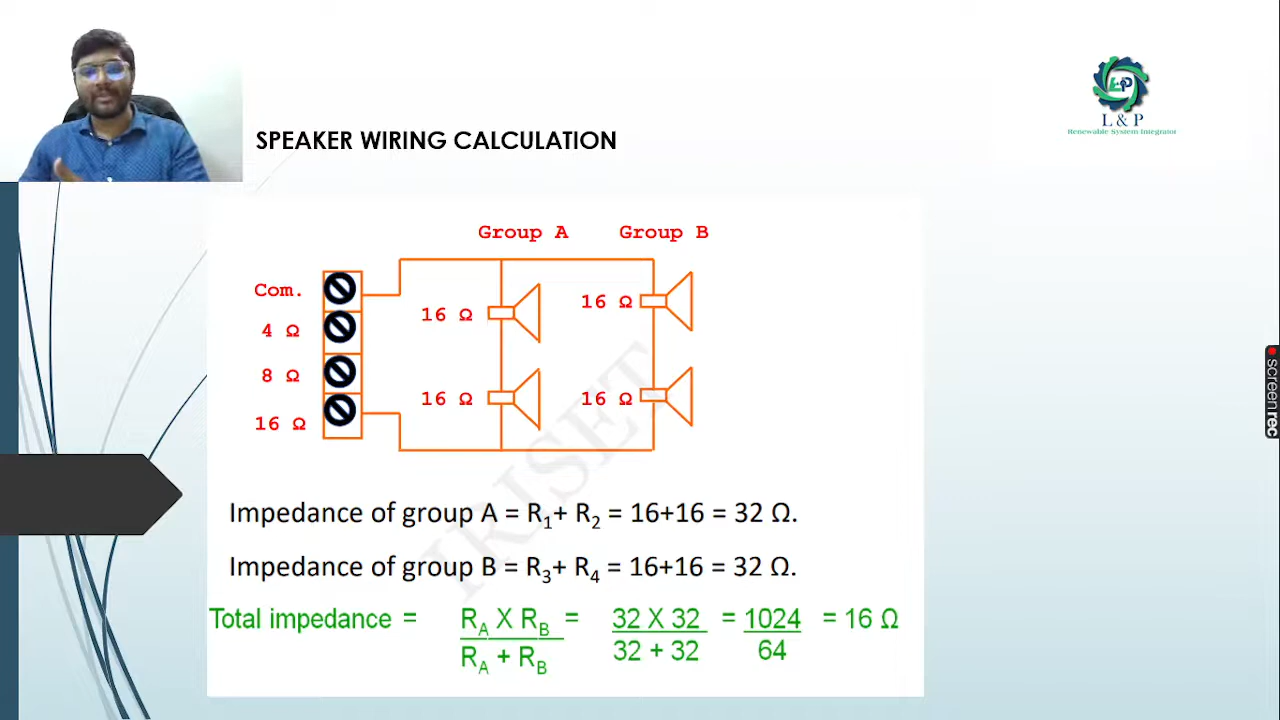 L&P
L & P
Renewable System Integrator
SPEAKER WIRING CALCULATION
Group A Group B
Com.
4 Ω
8 Ω
16 Ω
16 Ω 16 Ω
16 Ω 16 Ω
IRISET
Impedance of group A = R1+ R2 = 16+16 = 32 Ω.
Impedance of group B = R3+ R4 = 16+16 = 32 Ω.
Total impedance = RA X RB = 32 X 32 = 1024 = 16 Ω
RA + RB 32 + 32 64
screenrec